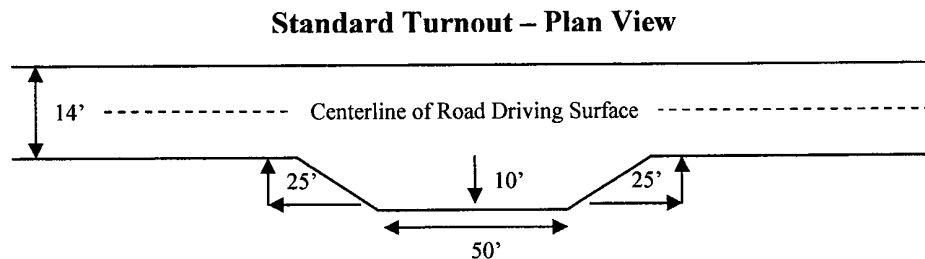 Standard Turnout – Plan View
14’
Centerline of Road Driving Surface
25’
10’
25’
50’